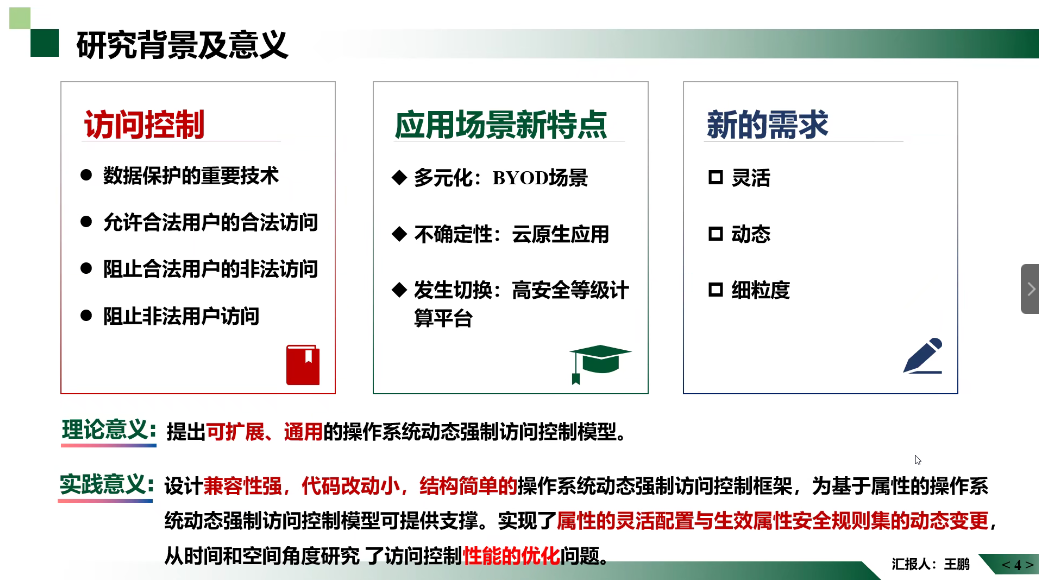 研究背景及意义
访问控制
数据保护的重要技术
允许合法用户的合法访问
阻止合法用户的非法访问
阻止非法用户访问
应用场景新特点
多元化：BYOD场景
不确定性：云原生应用
发生切换：高安全等级计
算平台
新的需求
灵活
动态
细粒度
理论意义：提出可扩展、通用的操作系统动态强制访问控制模型。
实践意义：设计兼容性强，代码改动小，结构简单的操作系统动态强制访问控制框架，为基于属性的操作系
统动态强制访问控制模型可提供支撑。实现了属性的灵活配置与生效属性安全规则集的动态变更，
从时间和空间角度研究 了访问控制性能的优化问题。
汇报人：王鹏
< 4 >